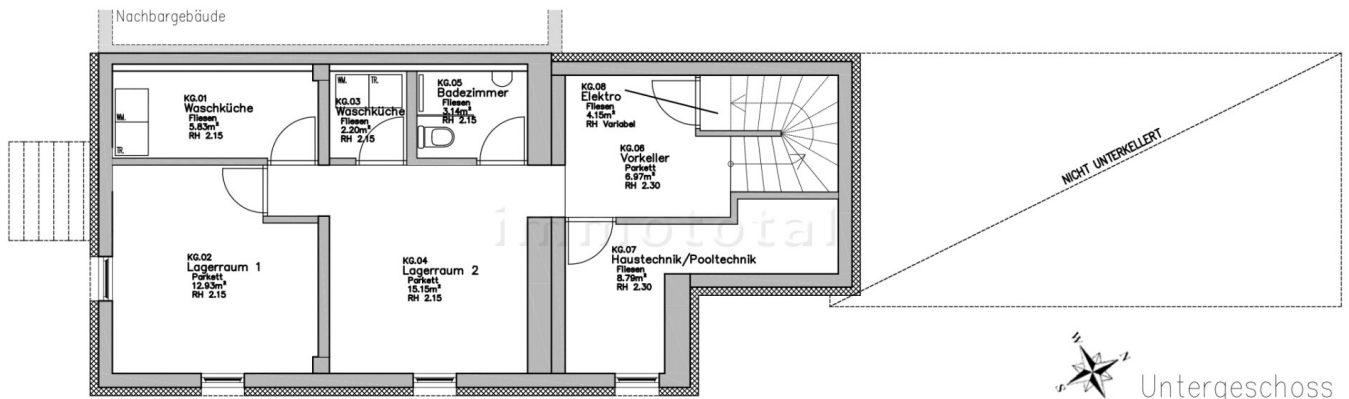 Nachbargebäude
KG.01
Waschküche
Fliesen
5.83m²
RH 2.15
WM.
TR.
WM. TR.
KG.03
Waschküche
Fliesen
2.20m²
RH 2.15
KG.05
Badezimmer
Fliesen
3.14m²
RH 2.15
KG.08
Elektro
Fliesen
4.15m²
RH Variabel
KG.06
Vorkeller
Parkett
6.97m²
RH 2.30
NICHT UNTERKELLERT
immototal
KG.02
Lagerraum 1
Parkett
12.93m²
RH 2.15
KG.04
Lagerraum 2
Parkett
15.15m²
RH 2.15
KG.07
Haustechnik/Pooltechnik
Fliesen
8.79m²
RH 2.30
W
N
S
Untergeschoss